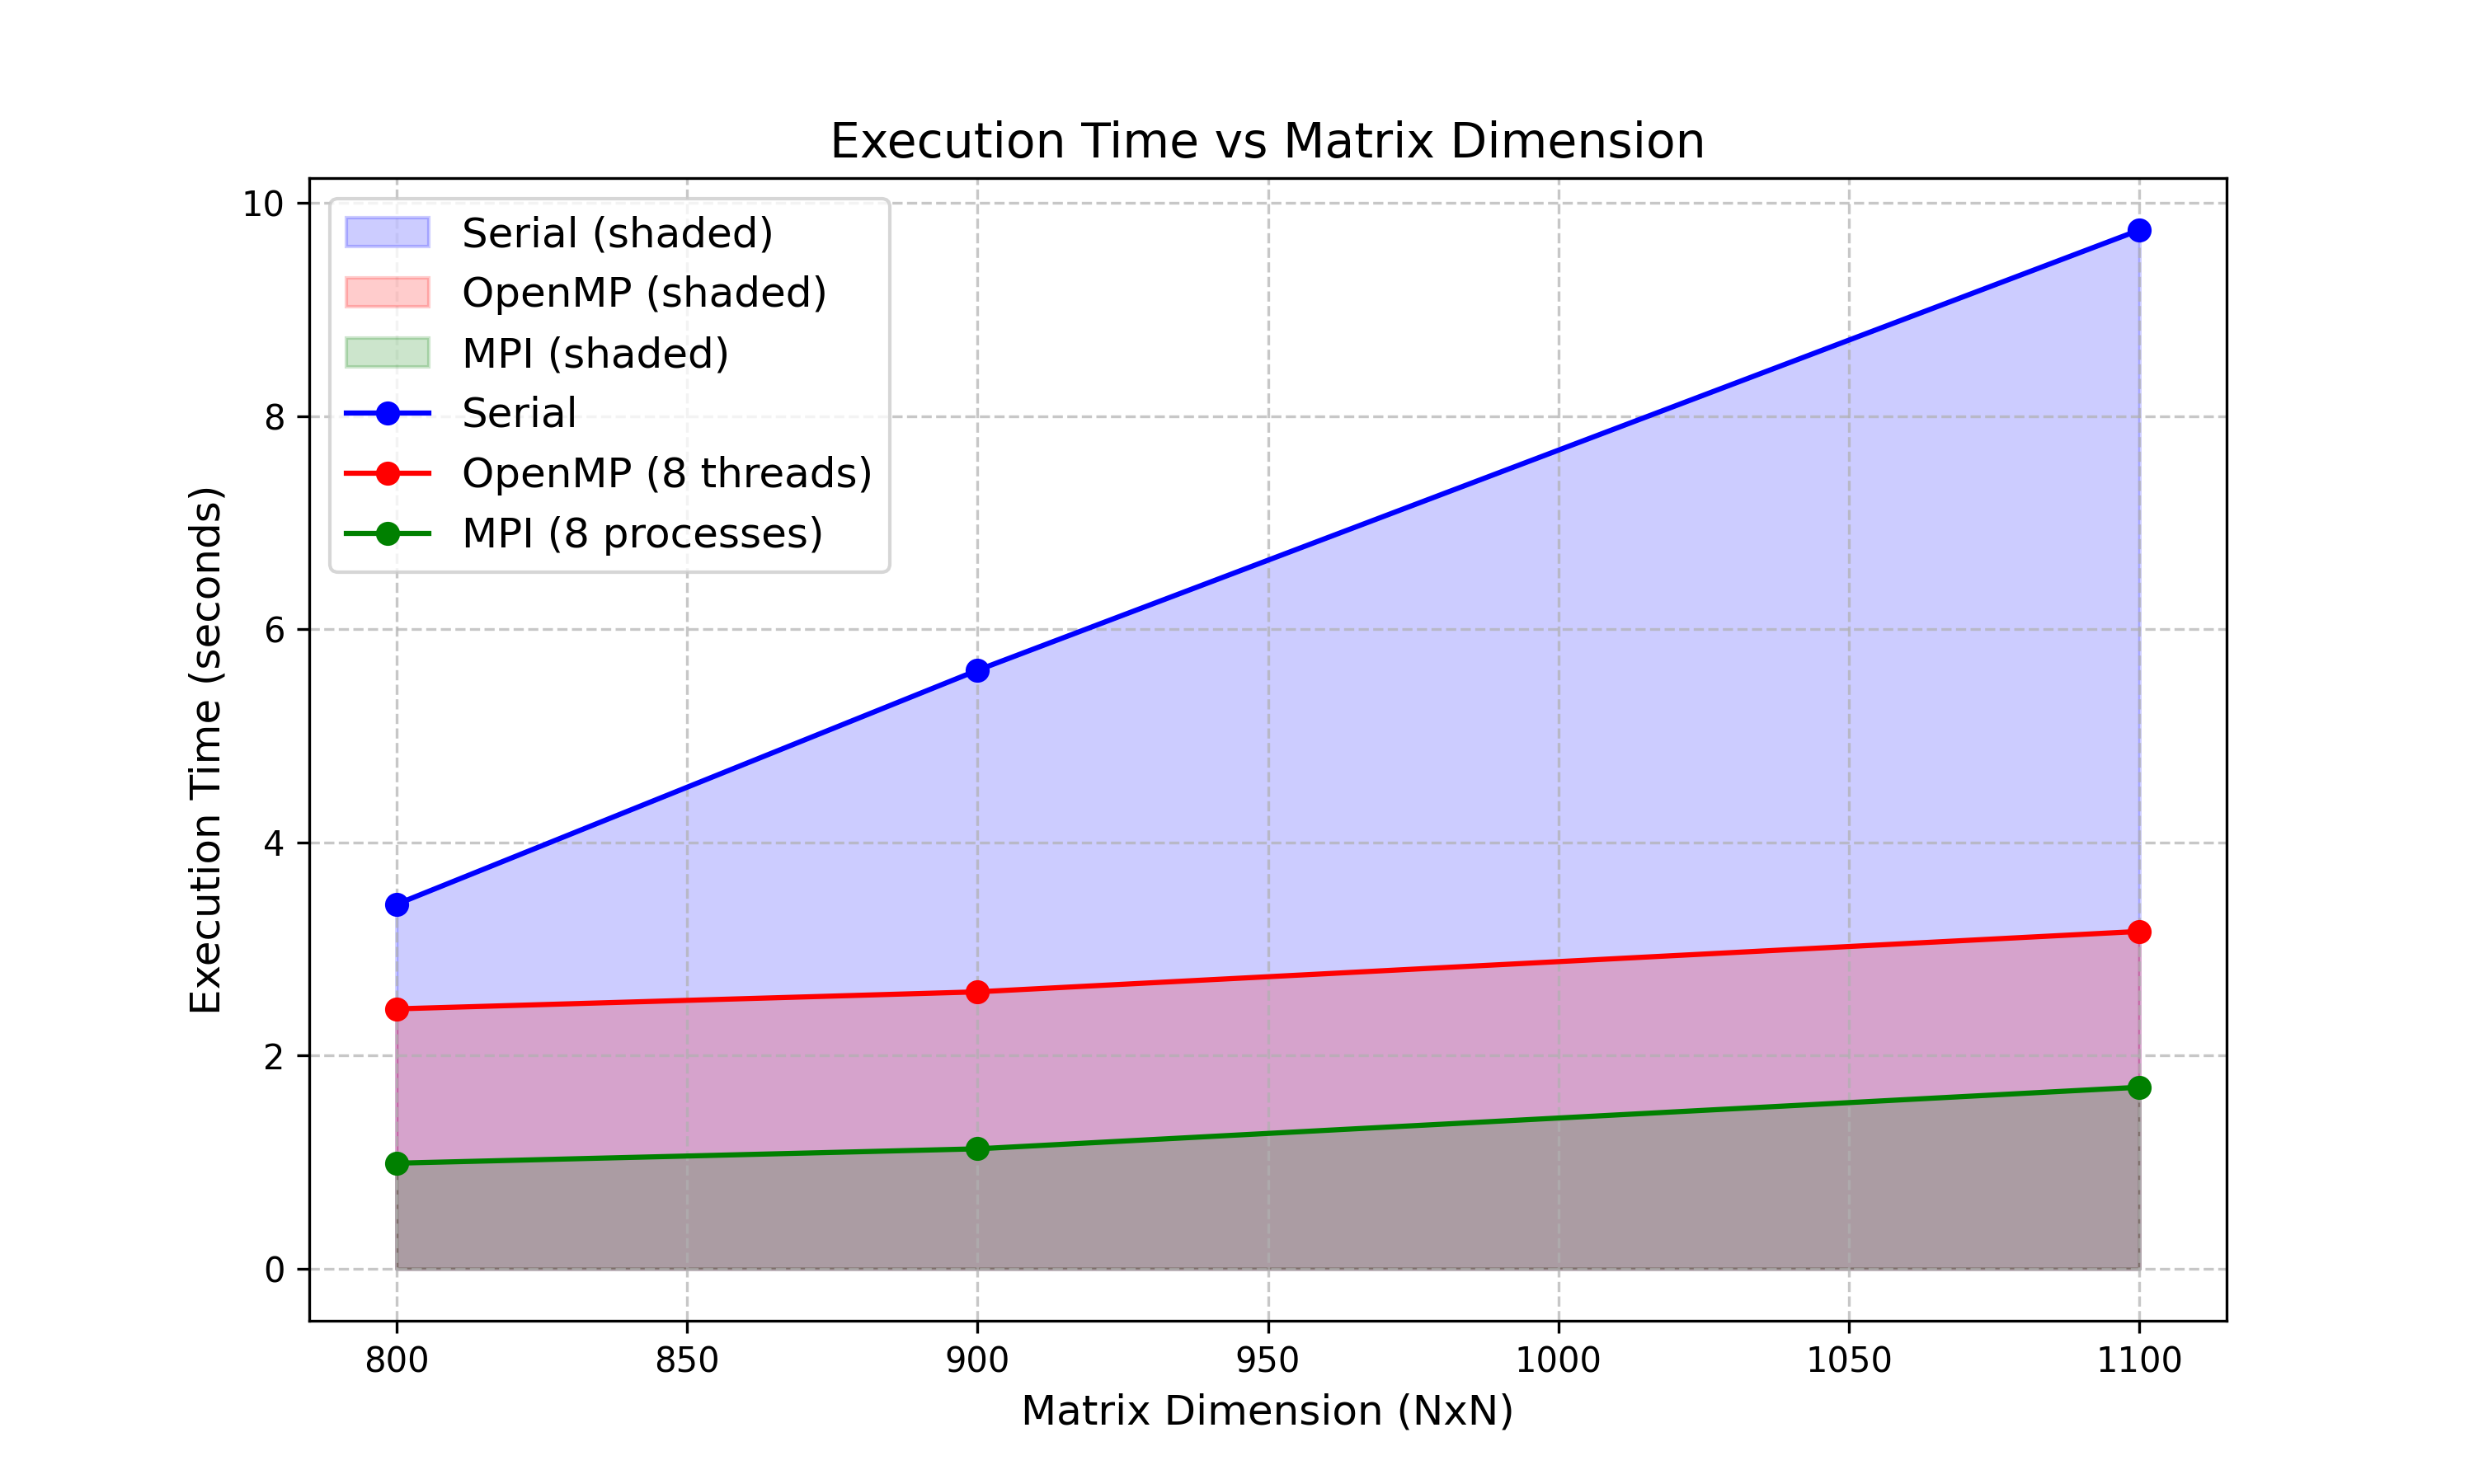 Execution Time vs Matrix Dimension
10
8
6
4
2
0
Execution Time (seconds)
Serial (shaded)
OpenMP (shaded)
MPI (shaded)
Serial
OpenMP (8 threads)
MPI (8 processes)
800 850 900 950 1000 1050 1100
Matrix Dimension (NxN)